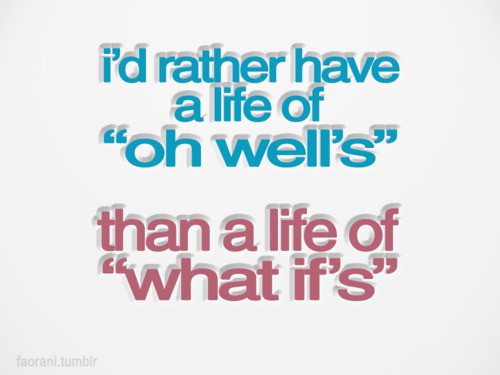 i'd rather have
a life of
“oh well's”
than a life of
“what if's”
faorani.tumblr